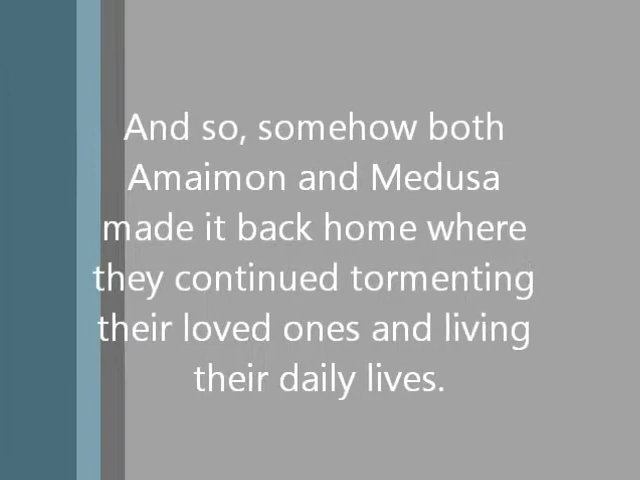 And so, somehow both
Amaimon and Medusa
made it back home where
they continued tormenting
their loved ones and living
their daily lives.